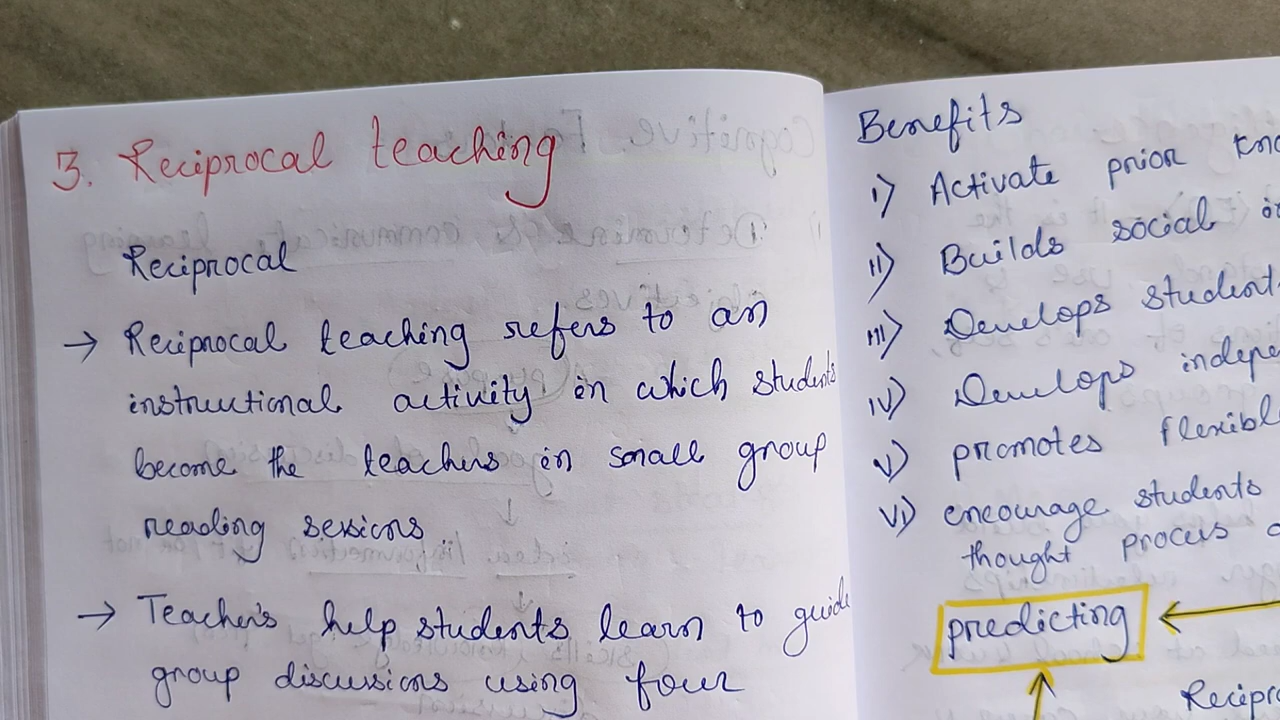 3. Reciprocal teaching
Reciprocal
→ Reciprocal teaching refers to an
instructional activity in which students
become the teachers in small group
reading sessions
→ Teacher's help students learn to guide
group discussions using four
Benefits
i) Activate prior
ii) Builds social
iii) Develops student
iv) Develops
v) promotes
vi) encourage students
thought process
predicting